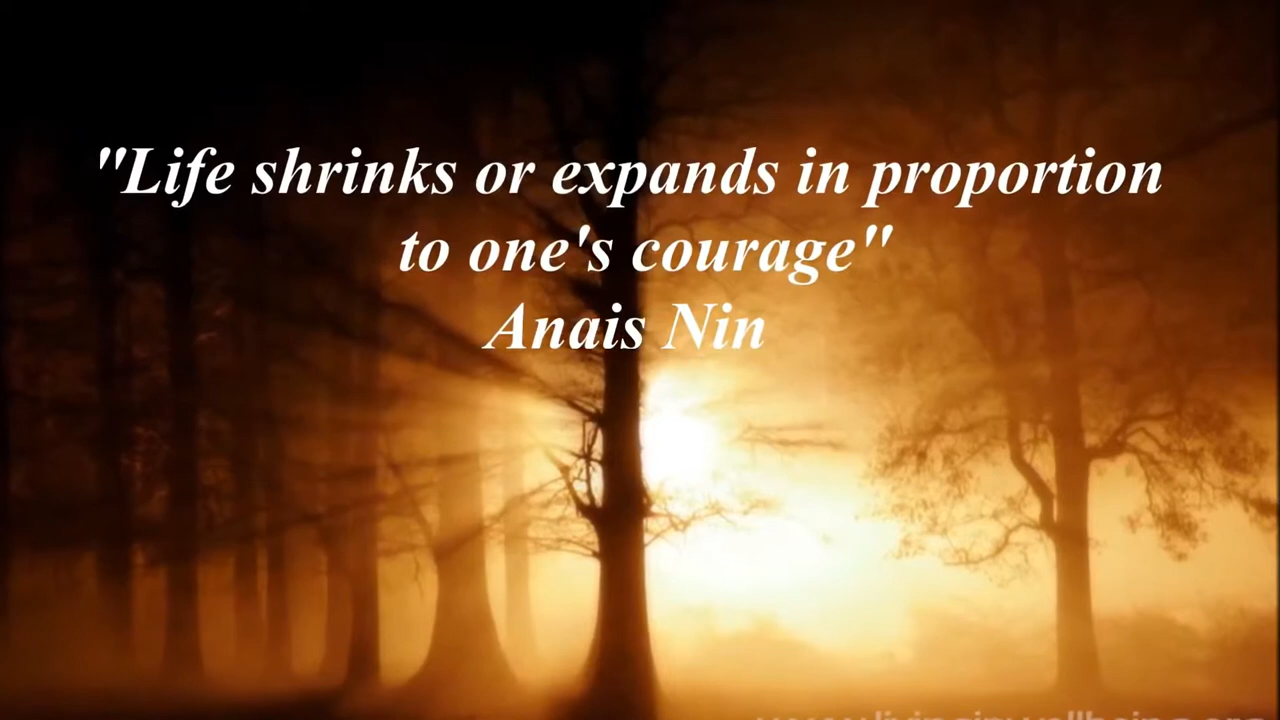 "Life shrinks or expands in proportion
to one's courage"
Anais Nin